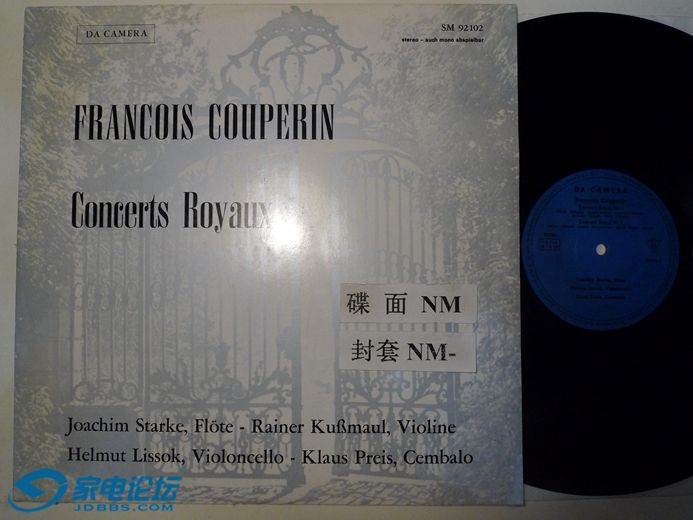 DA CAMERA
SM 92102
stereo - auch mono abspielbar
FRANCOIS COUPERIN
Concerts Royaux
碟 面 NM
封套 NM-
Joachim Starke, Flöte - Rainer Kußmaul, Violine
Helmut Lissok, Violoncello - Klaus Preis, Cembalo
DA CAMERA
家电论坛
JDBBS.COM